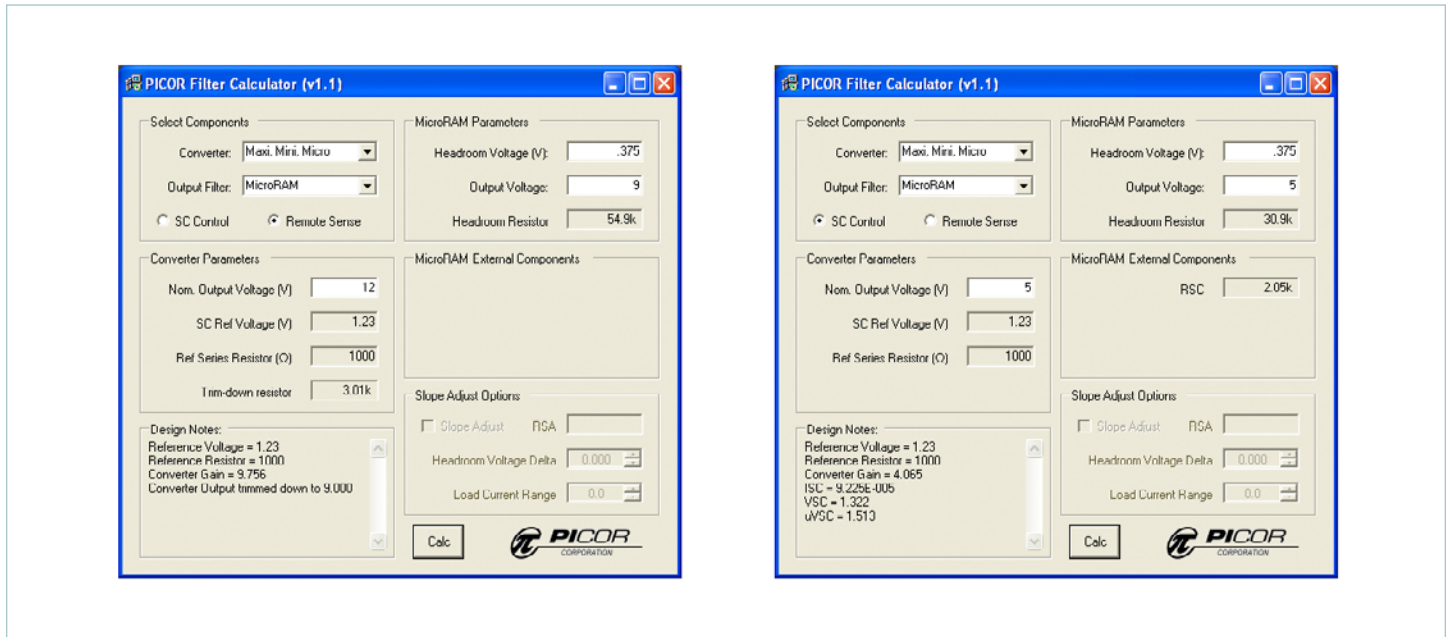 PICOR Filter Calculator (v1.1)
Select Components
Converter: Maxi, Mini, Micro
Output Filter: MicroRAM
SC Control Remote Sense
MicroRAM Parameters
Headroom Voltage (V): .375
Output Voltage: 9
Headroom Resistor 54.9k
Converter Parameters
Nom. Output Voltage (V) 12
SC Ref Voltage (V) 1.23
Ref Series Resistor (Ω) 1000
Trim-down resistor 3.01k
MicroRAM External Components
Design Notes:
Reference Voltage = 1.23
Reference Resistor = 1000
Converter Gain = 9.756
Converter Output trimmed down to 9.000
Slope Adjust Options
Slope Adjust RSA
Headroom Voltage Delta 0.000
Load Current Range 0.0
Calc
PICOR
CORPORATION
PICOR Filter Calculator (v1.1)
Select Components
Converter: Maxi, Mini, Micro
Output Filter: MicroRAM
SC Control Remote Sense
MicroRAM Parameters
Headroom Voltage (V): .375
Output Voltage: 5
Headroom Resistor 30.9k
Converter Parameters
Nom. Output Voltage (V) 5
SC Ref Voltage (V) 1.23
Ref Series Resistor (Ω) 1000
MicroRAM External Components
RSC 2.05k
Design Notes:
Reference Voltage = 1.23
Reference Resistor = 1000
Converter Gain = 4.065
ISC = 9.225E-005
VSC = 1.322
uVSC = 1.513
Slope Adjust Options
Slope Adjust RSA
Headroom Voltage Delta 0.000
Load Current Range 0.0
Calc
PICOR
CORPORATION